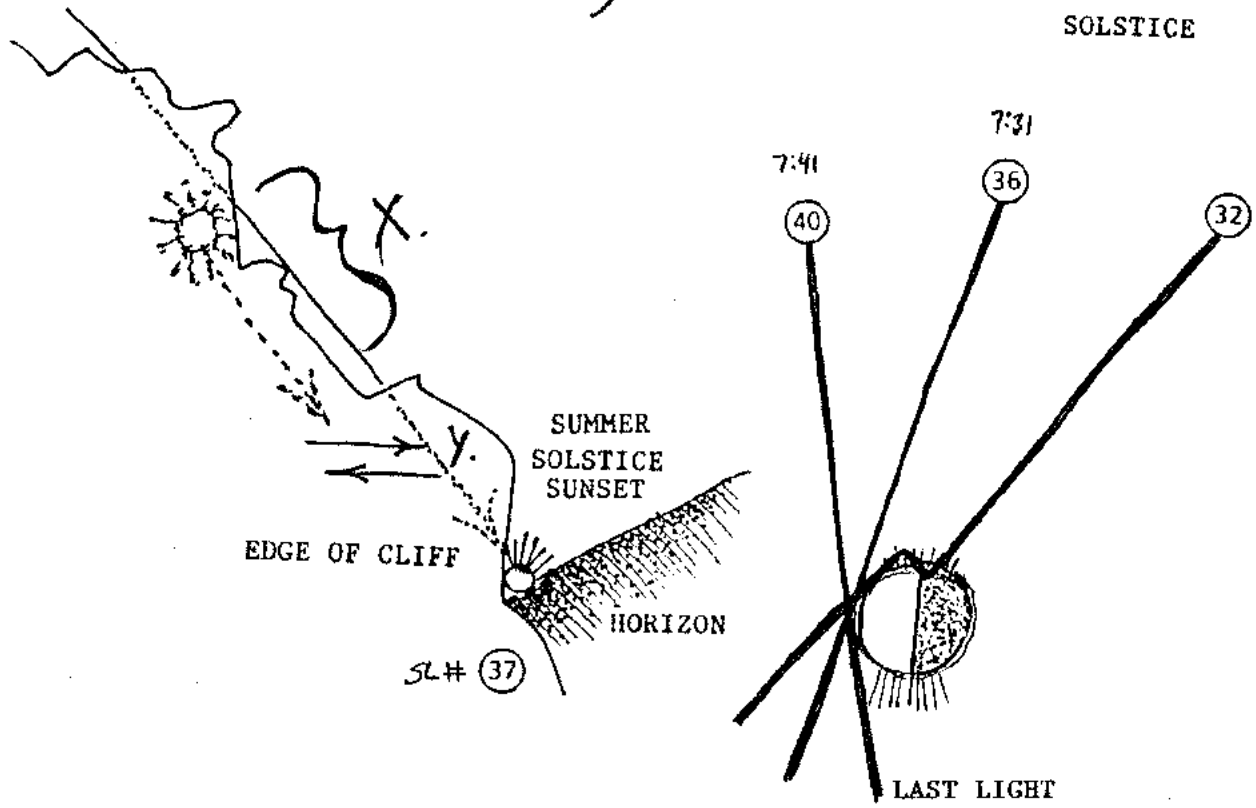 SOLSTICE
7:31
7:41
36
40
32
X.
Y.
SUMMER
SOLSTICE
SUNSET
EDGE OF CLIFF
HORIZON
SL# 37
LAST LIGHT